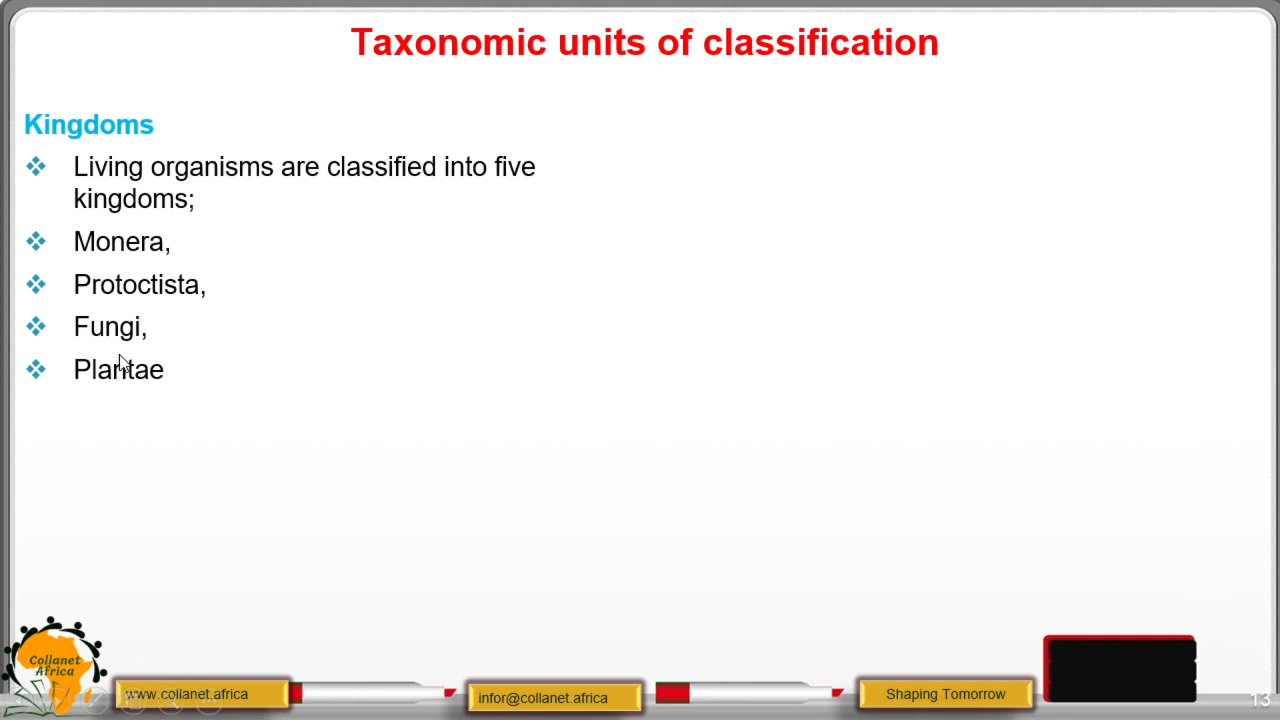 Taxonomic units of classification
Kingdoms
Living organisms are classified into five
kingdoms;
Monera,
Protoctista,
Fungi,
Plantae
Collanet
Africa
www.collanet.africa
infor@collanet.africa
Shaping Tomorrow
13